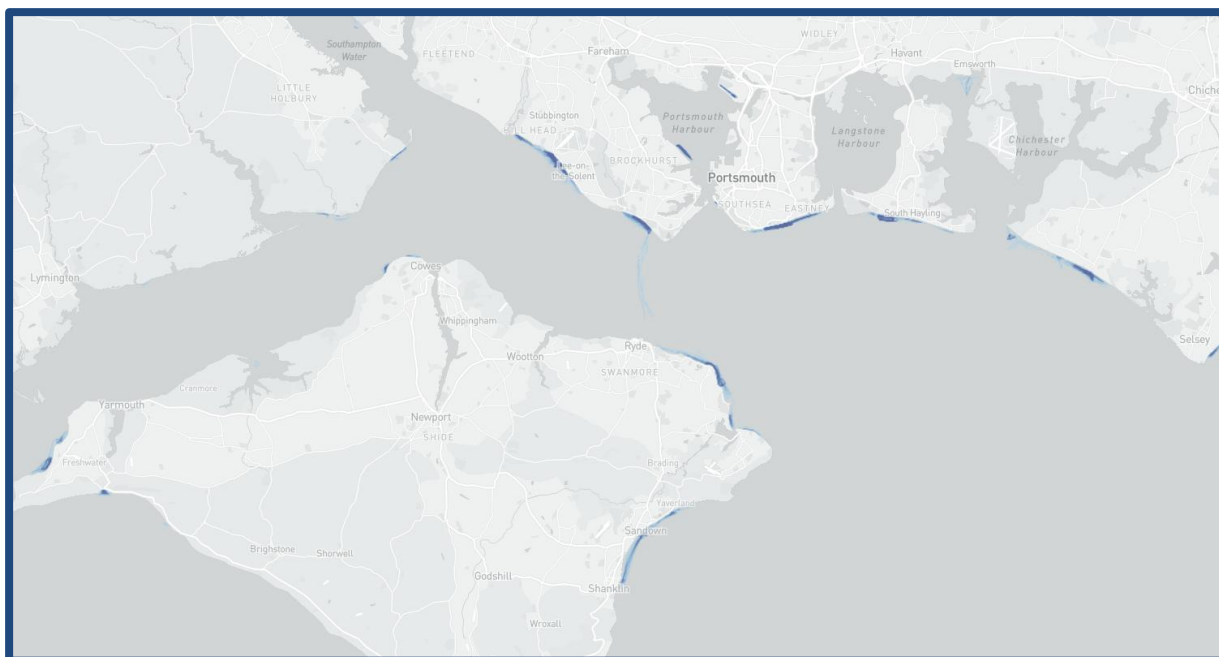 WIDLEY
Southampton
Water
FLEETEND
Fareham
Havant
Emsworth
LITTLE
HOLBURY
Chich
Stubbington
Portsmouth
Harbour
HILL HEAD
Langstone
Harbour
Chichester
Harbour
BROCKHURST
Lee-on-
the-Solent
Portsmouth
SOUTHSEA
EASTNEY
South Hayling
Cowes
Lymington
Whippingham
Selsey
Ryde
Wootton
SWANMORE
Cranmore
Yarmouth
Newport
SHIDE
Freshwater
Brading
Yaverland
Sandown
Brighstone
Shorwell
Godshill
Shanklin
Wroxall